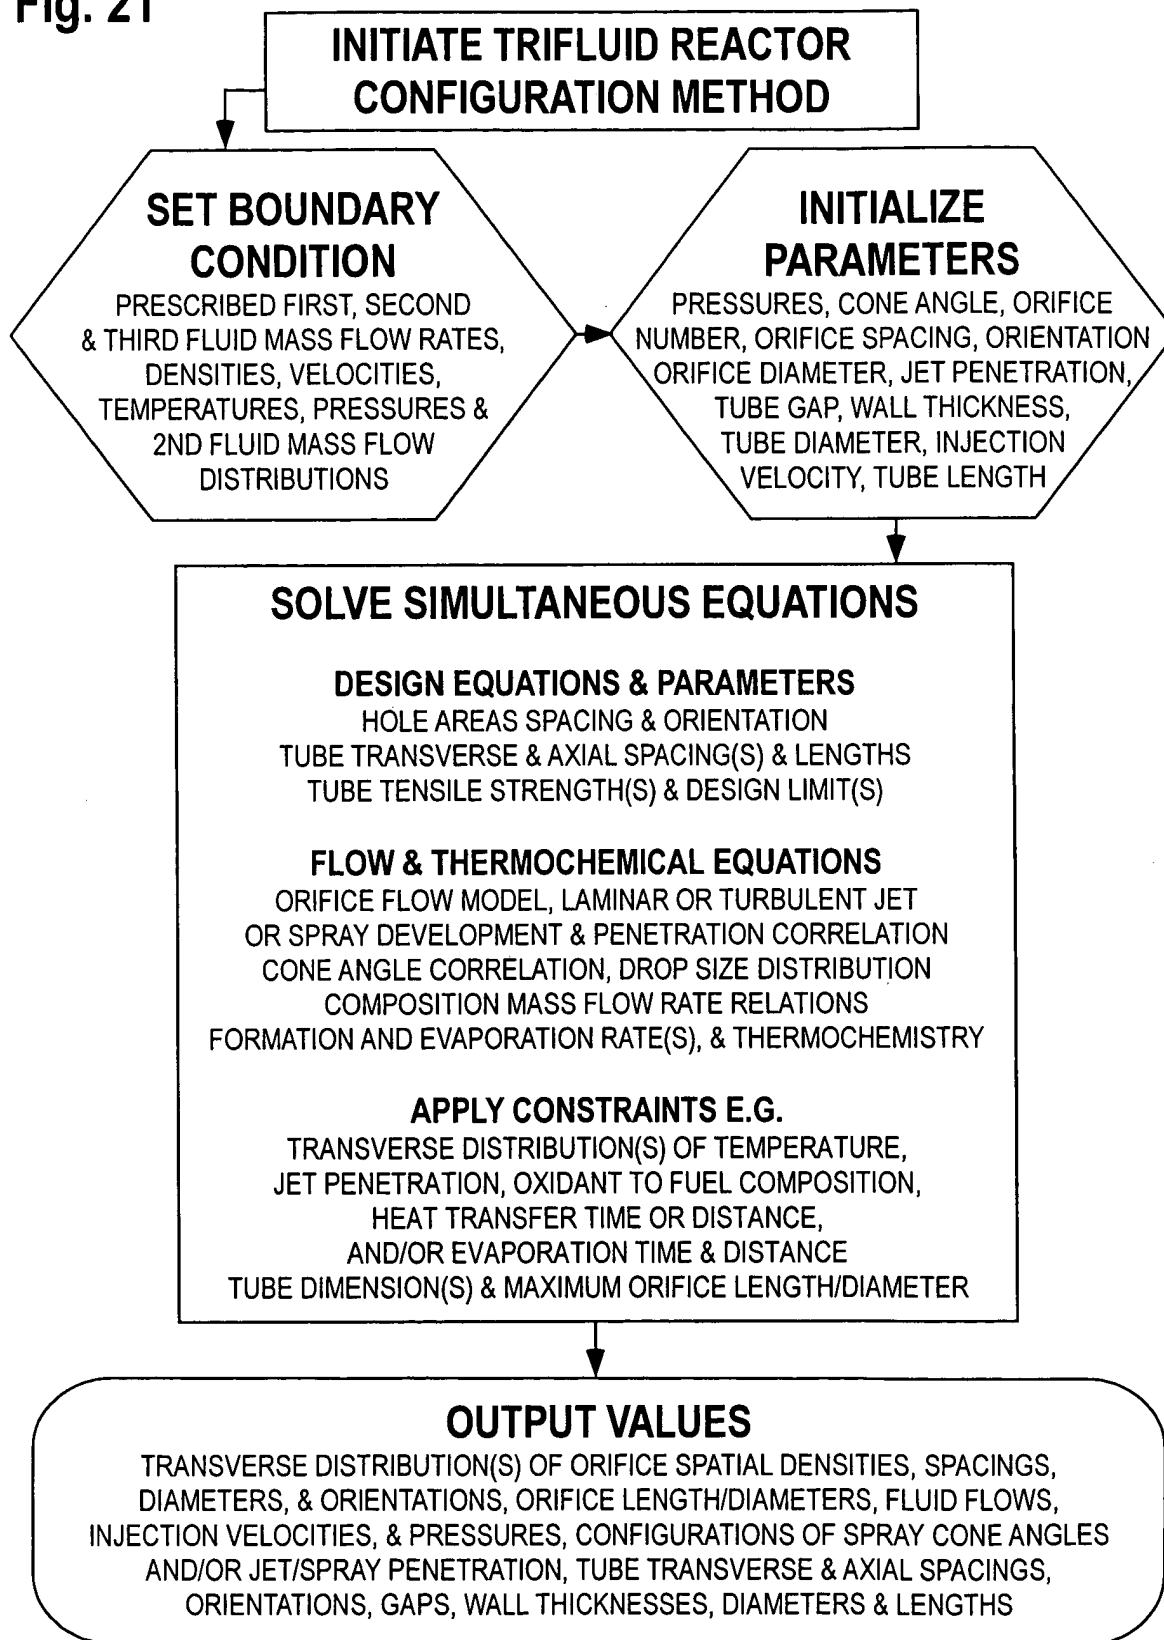 Fig. 21
INITIATE TRIFLUID REACTOR
CONFIGURATION METHOD
SET BOUNDARY
CONDITION
PRESCRIBED FIRST, SECOND
& THIRD FLUID MASS FLOW RATES,
DENSITIES, VELOCITIES,
TEMPERATURES, PRESSURES &
2ND FLUID MASS FLOW
DISTRIBUTIONS
INITIALIZE
PARAMETERS
PRESSURES, CONE ANGLE, ORIFICE
NUMBER, ORIFICE SPACING, ORIENTATION
ORIFICE DIAMETER, JET PENETRATION,
TUBE GAP, WALL THICKNESS,
TUBE DIAMETER, INJECTION
VELOCITY, TUBE LENGTH
SOLVE SIMULTANEOUS EQUATIONS
DESIGN EQUATIONS & PARAMETERS
HOLE AREAS SPACING & ORIENTATION
TUBE TRANSVERSE & AXIAL SPACING(S) & LENGTHS
TUBE TENSILE STRENGTH(S) & DESIGN LIMIT(S)
FLOW & THERMOCHEMICAL EQUATIONS
ORIFICE FLOW MODEL, LAMINAR OR TURBULENT JET
OR SPRAY DEVELOPMENT & PENETRATION CORRELATION
CONE ANGLE CORRELATION, DROP SIZE DISTRIBUTION
COMPOSITION MASS FLOW RATE RELATIONS
FORMATION AND EVAPORATION RATE(S), & THERMOCHEMISTRY
APPLY CONSTRAINTS E.G.
TRANSVERSE DISTRIBUTION(S) OF TEMPERATURE,
JET PENETRATION, OXIDANT TO FUEL COMPOSITION,
HEAT TRANSFER TIME OR DISTANCE,
AND/OR EVAPORATION TIME & DISTANCE
TUBE DIMENSION(S) & MAXIMUM ORIFICE LENGTH/DIAMETER
OUTPUT VALUES
TRANSVERSE DISTRIBUTION(S) OF ORIFICE SPATIAL DENSITIES, SPACINGS,
DIAMETERS, & ORIENTATIONS, ORIFICE LENGTH/DIAMETERS, FLUID FLOWS,
INJECTION VELOCITIES, & PRESSURES, CONFIGURATIONS OF SPRAY CONE ANGLES
AND/OR JET/SPRAY PENETRATION, TUBE TRANSVERSE & AXIAL SPACINGS,
ORIENTATIONS, GAPS, WALL THICKNESSES, DIAMETERS & LENGTHS